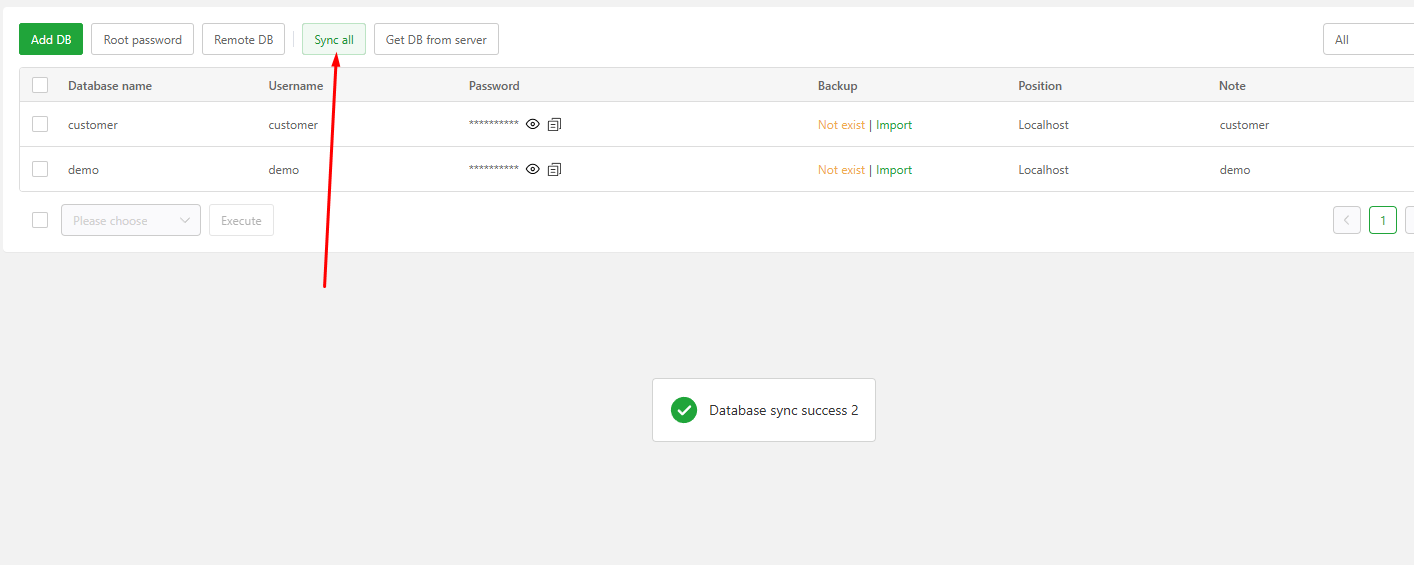 Add DB Root password Remote DB Sync all Get DB from server All
Database name Username Password Backup Position Note
customer customer ********** Not exist | Import Localhost customer
demo demo ********** Not exist | Import Localhost demo
Please choose Execute 1
Database sync success 2